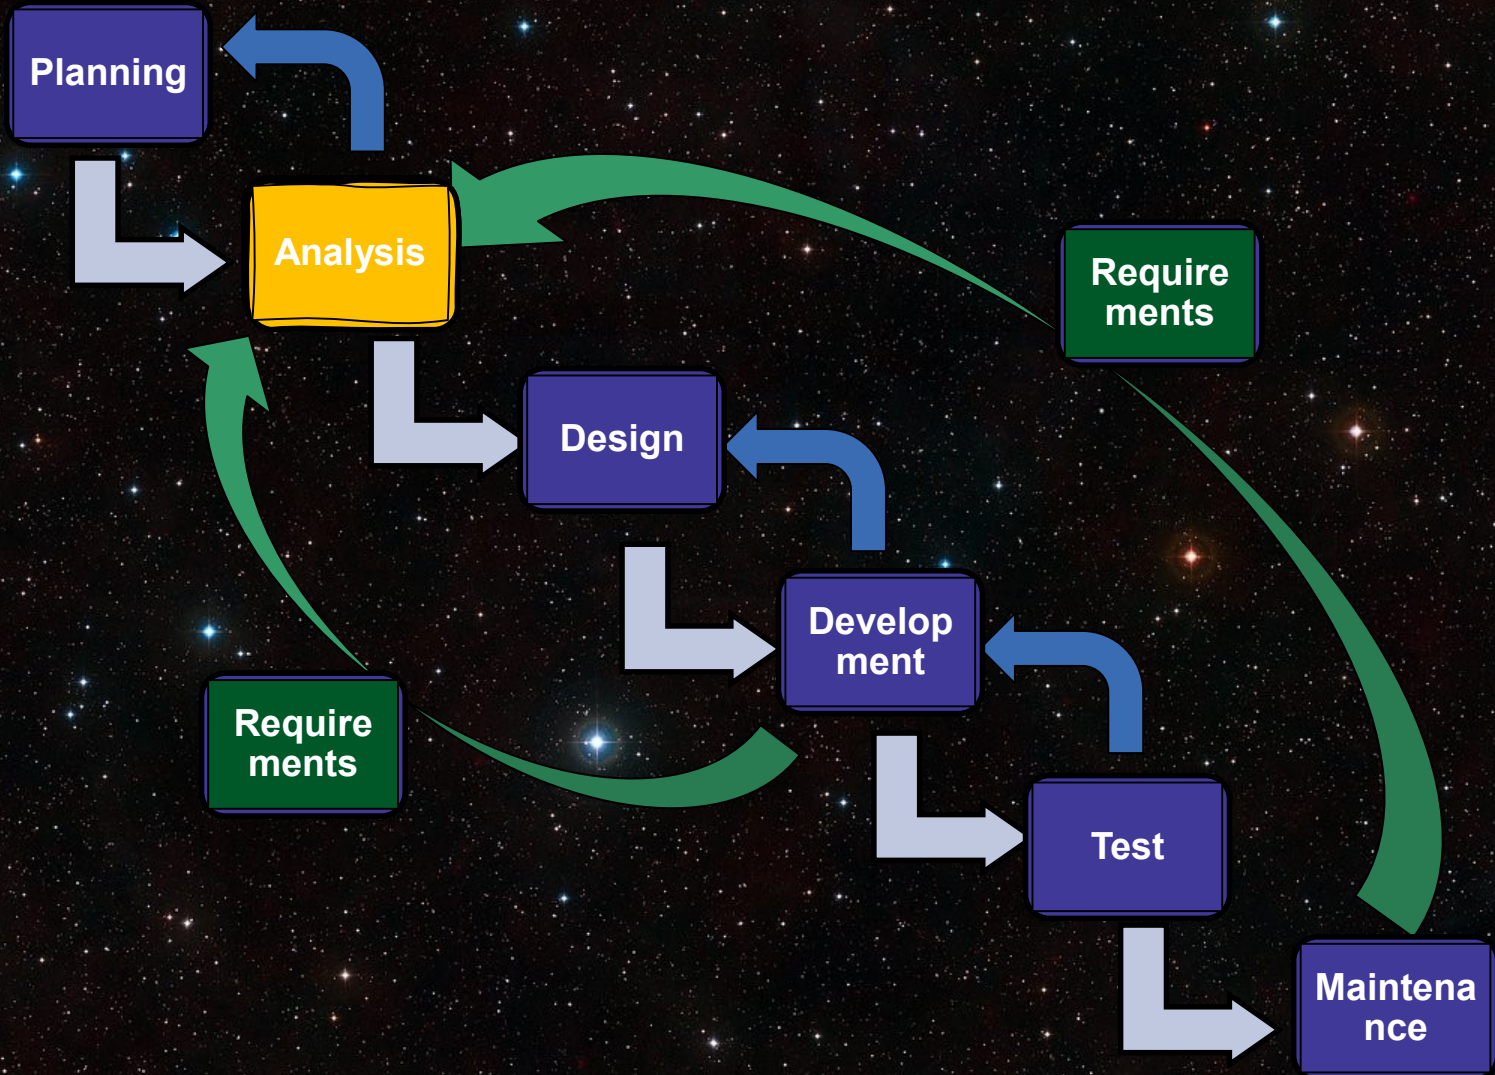 Planning
Analysis
Require
ments
Design
Develop
ment
Require
ments
Test
Maintena
nce